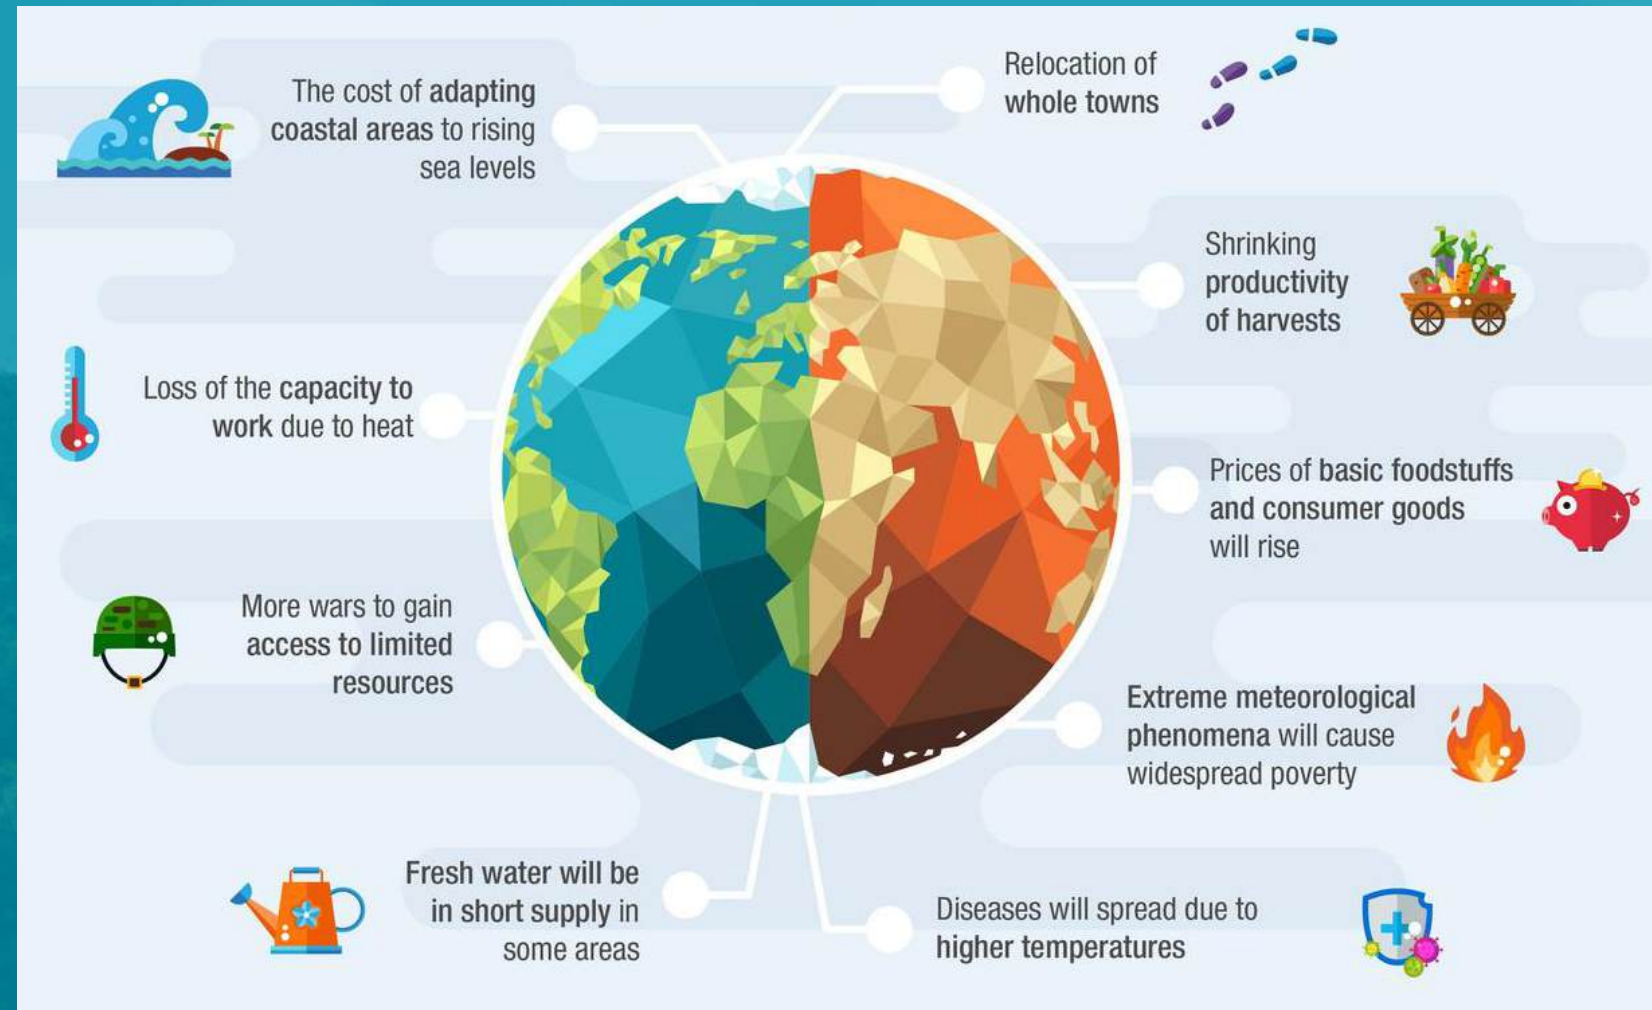 The cost of adapting
coastal areas to rising
sea levels
Relocation of
whole towns
Shrinking
productivity
of harvests
Loss of the capacity to
work due to heat
Prices of basic foodstuffs
and consumer goods
will rise
More wars to gain
access to limited
resources
Extreme meteorological
phenomena will cause
widespread poverty
Fresh water will be
in short supply in
some areas
Diseases will spread due to
higher temperatures